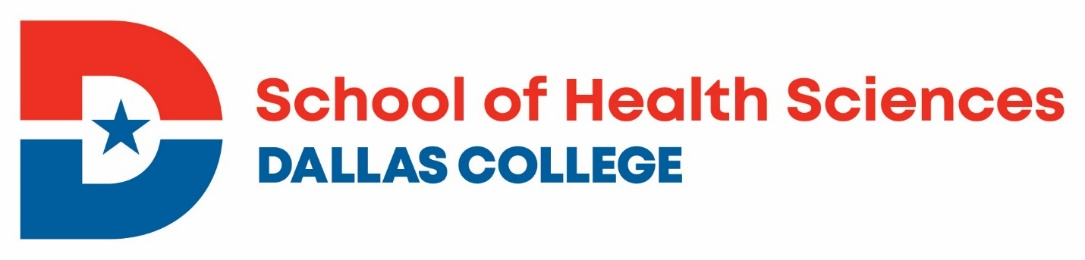 School of Health Sciences
DALLAS COLLEGE